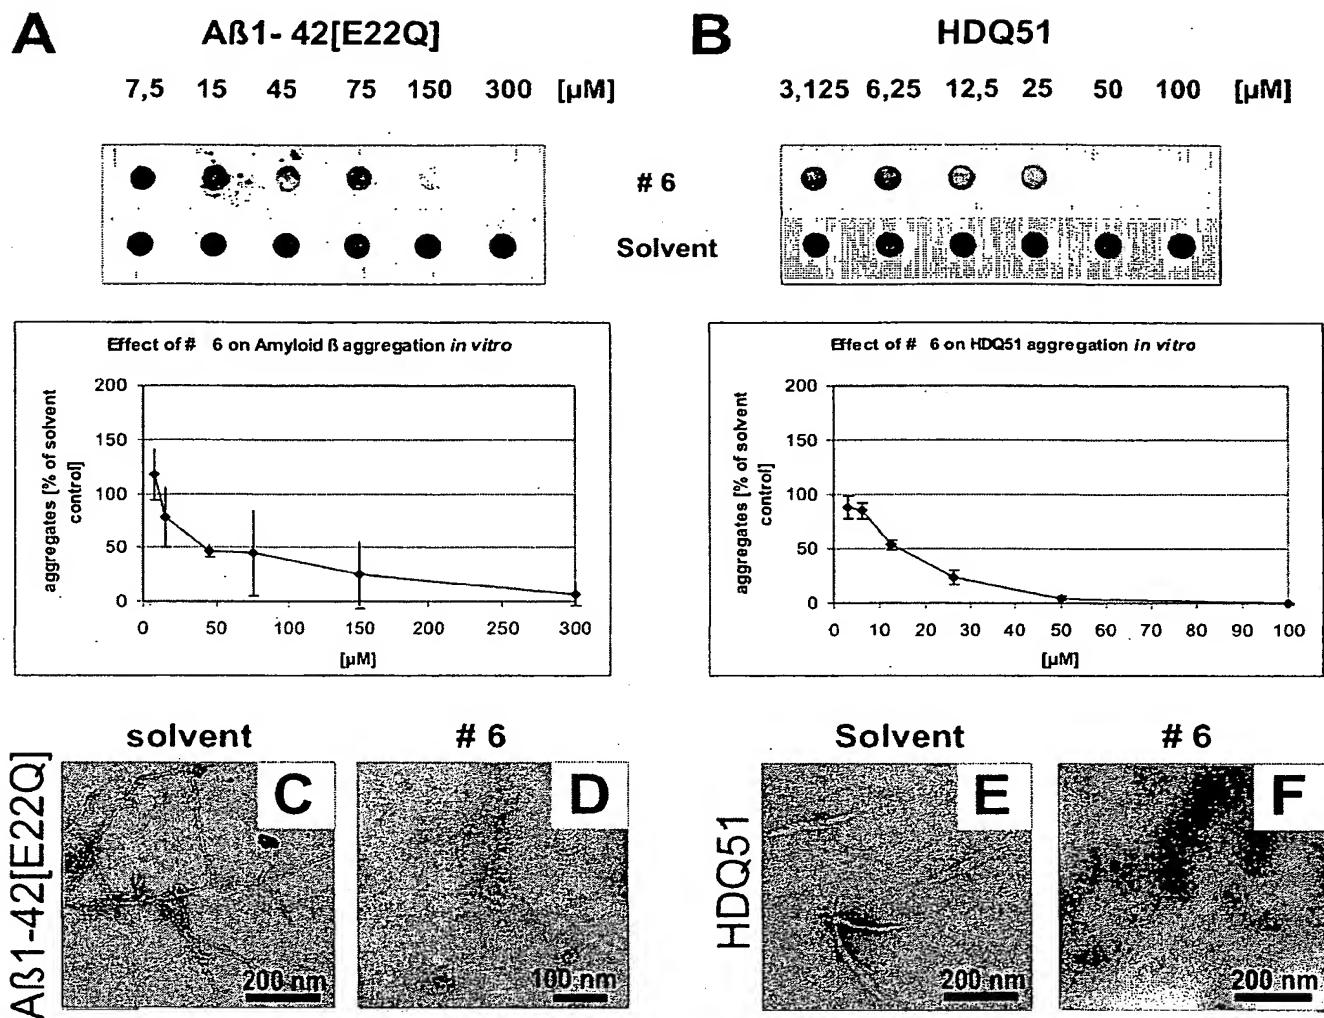 A
Aß1- 42[E22Q]
7,5 15 45 75 150 300 [µM]
B
HDQ51
3,125 6,25 12,5 25 50 100 [µM]
# 6
Solvent
Effect of # 6 on Amyloid ß aggregation in vitro
aggregates [% of solvent control]
200
150
100
50
0
0 50 100 150 200 250 300
[µM]
Effect of # 6 on HDQ51 aggregation in vitro
aggregates [% of solvent control]
200
150
100
50
0
0 10 20 30 40 50 60 70 80 90 100
[µM]
solvent # 6
Aß1-42[E22Q]
C
200 nm
D
100 nm
Solvent # 6
HDQ51
E
200 nm
F
200 nm